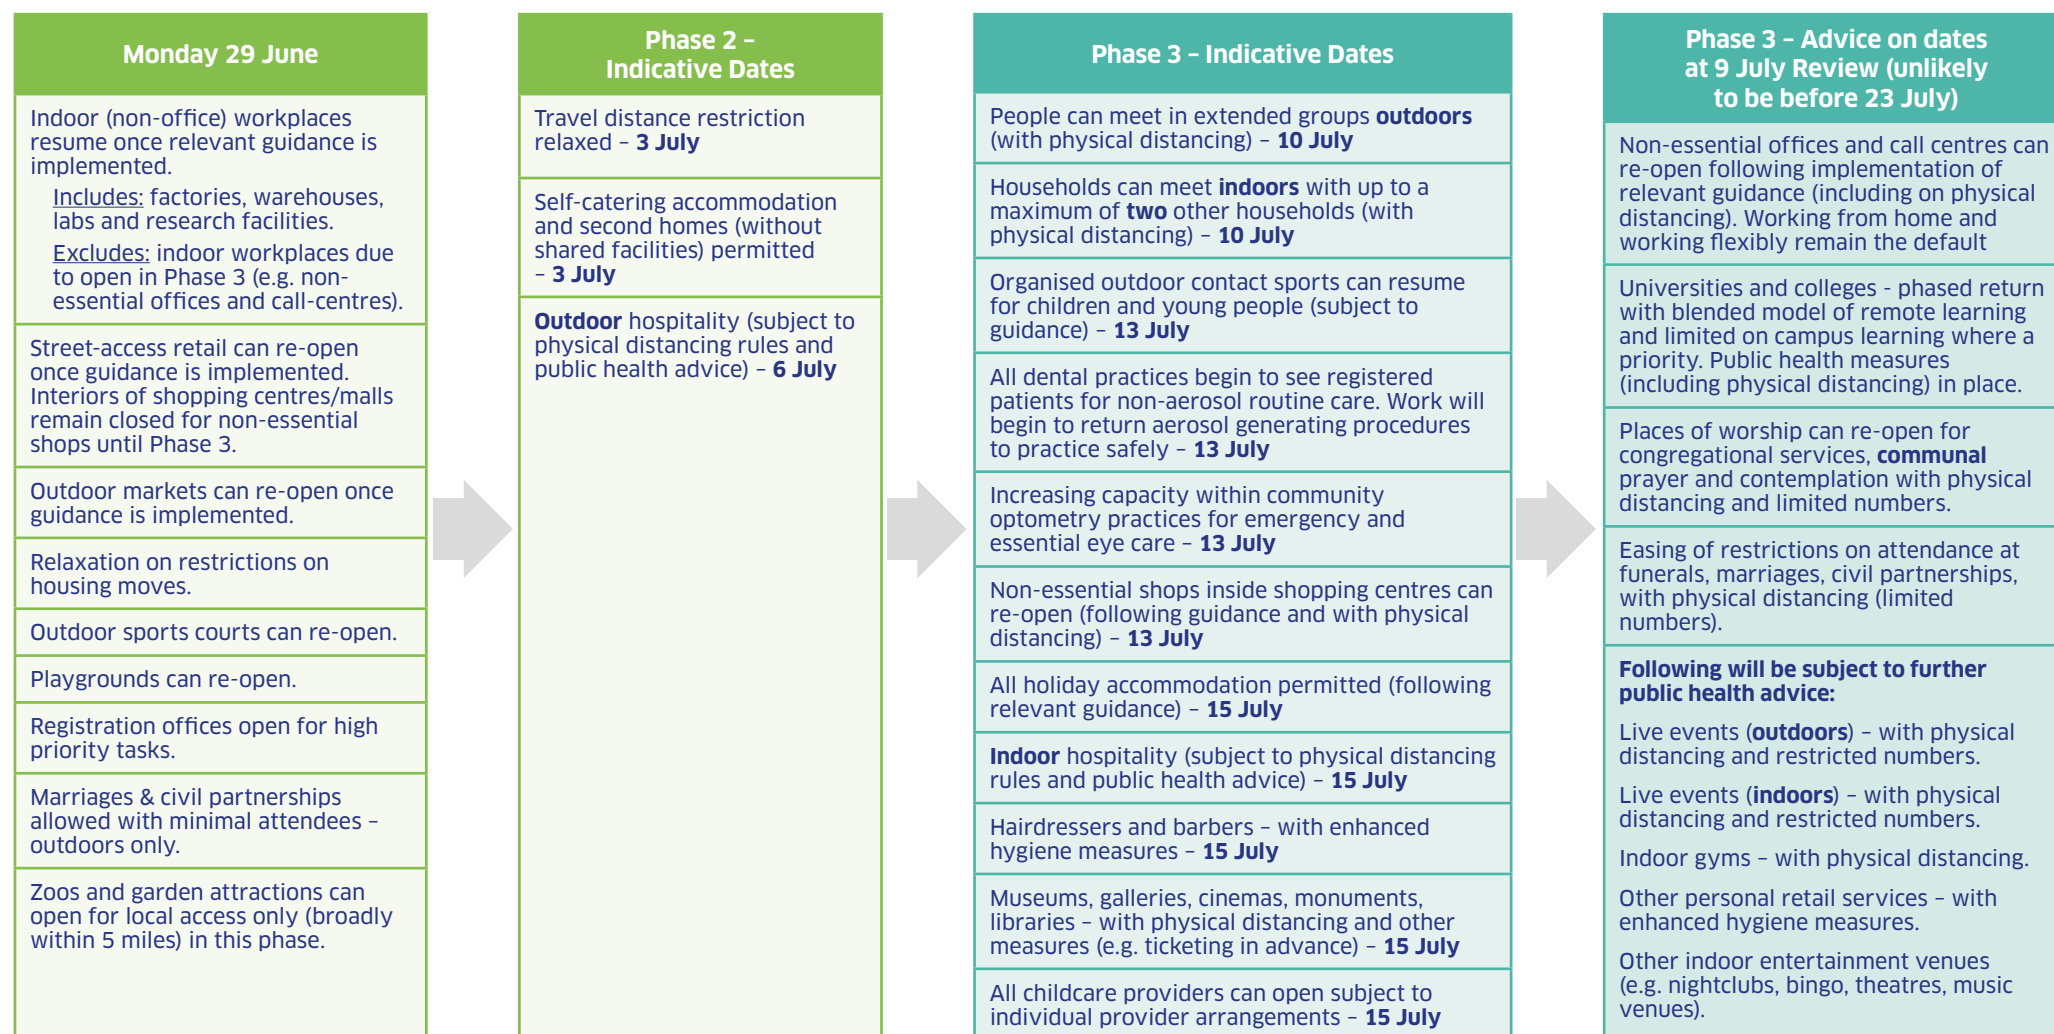 Monday 29 June
Indoor (non-office) workplaces
resume once relevant guidance is
implemented.
Includes: factories, warehouses,
labs and research facilities.
Excludes: indoor workplaces due
to open in Phase 3 (e.g. non-
essential offices and call-centres).
Street-access retail can re-open
once guidance is implemented.
Interiors of shopping centres/malls
remain closed for non-essential
shops until Phase 3.
Outdoor markets can re-open once
guidance is implemented.
Relaxation on restrictions on
housing moves.
Outdoor sports courts can re-open.
Playgrounds can re-open.
Registration offices open for high
priority tasks.
Marriages & civil partnerships
allowed with minimal attendees –
outdoors only.
Zoos and garden attractions can
open for local access only (broadly
within 5 miles) in this phase.
Phase 2 –
Indicative Dates
Travel distance restriction
relaxed – 3 July
Self-catering accommodation
and second homes (without
shared facilities) permitted
– 3 July
Outdoor hospitality (subject to
physical distancing rules and
public health advice) – 6 July
Phase 3 – Indicative Dates
People can meet in extended groups outdoors
(with physical distancing) – 10 July
Households can meet indoors with up to a
maximum of two other households (with
physical distancing) – 10 July
Organised outdoor contact sports can resume
for children and young people (subject to
guidance) – 13 July
All dental practices begin to see registered
patients for non-aerosol routine care. Work will
begin to return aerosol generating procedures
to practice safely – 13 July
Increasing capacity within community
optometry practices for emergency and
essential eye care – 13 July
Non-essential shops inside shopping centres can
re-open (following guidance and with physical
distancing) – 13 July
All holiday accommodation permitted (following
relevant guidance) – 15 July
Indoor hospitality (subject to physical distancing
rules and public health advice) – 15 July
Hairdressers and barbers – with enhanced
hygiene measures – 15 July
Museums, galleries, cinemas, monuments,
libraries – with physical distancing and other
measures (e.g. ticketing in advance) – 15 July
All childcare providers can open subject to
individual provider arrangements – 15 July
Phase 3 – Advice on dates
at 9 July Review (unlikely
to be before 23 July)
Non-essential offices and call centres can
re-open following implementation of
relevant guidance (including on physical
distancing). Working from home and
working flexibly remain the default
Universities and colleges - phased return
with blended model of remote learning
and limited on campus learning where a
priority. Public health measures
(including physical distancing) in place.
Places of worship can re-open for
congregational services, communal
prayer and contemplation with physical
distancing and limited numbers.
Easing of restrictions on attendance at
funerals, marriages, civil partnerships,
with physical distancing (limited
numbers).
Following will be subject to further
public health advice:
Live events (outdoors) – with physical
distancing and restricted numbers.
Live events (indoors) – with physical
distancing and restricted numbers.
Indoor gyms – with physical distancing.
Other personal retail services – with
enhanced hygiene measures.
Other indoor entertainment venues
(e.g. nightclubs, bingo, theatres, music
venues).